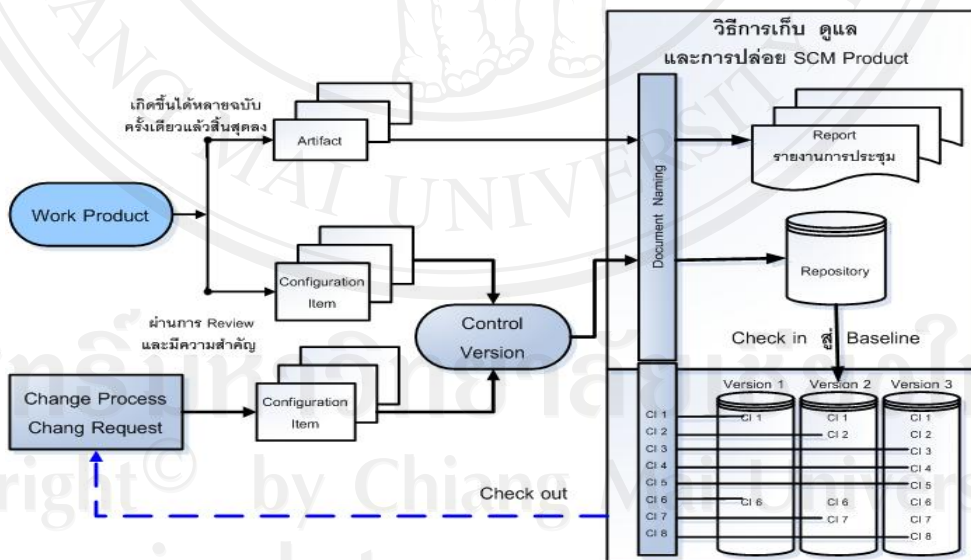 วิธีการเก็บ ดูแล
และการปล่อย SCM Product
เกิดขึ้นได้หลายฉบับ
ครั้งเดียวแล้วสิ้นสุดลง
Artifact
Report
รายงานการประชุม
Document Naming
Work Product
Configuration
Item
Repository
ผ่านการ Review
และมีความสำคัญ
Control
Version
Check in
Baseline
Change Process
Chang Request
Configuration
Item
Check out
Version 1 Version 2 Version 3
CI 1 CI 1 CI 1 CI 1
CI 2 CI 2 CI 2
CI 3 CI 3
CI 4 CI 4
CI 5 CI 5
CI 6 CI 6 CI 6 CI 6
CI 7 CI 7 CI 7
CI 8 CI 8
by Chiang Mai